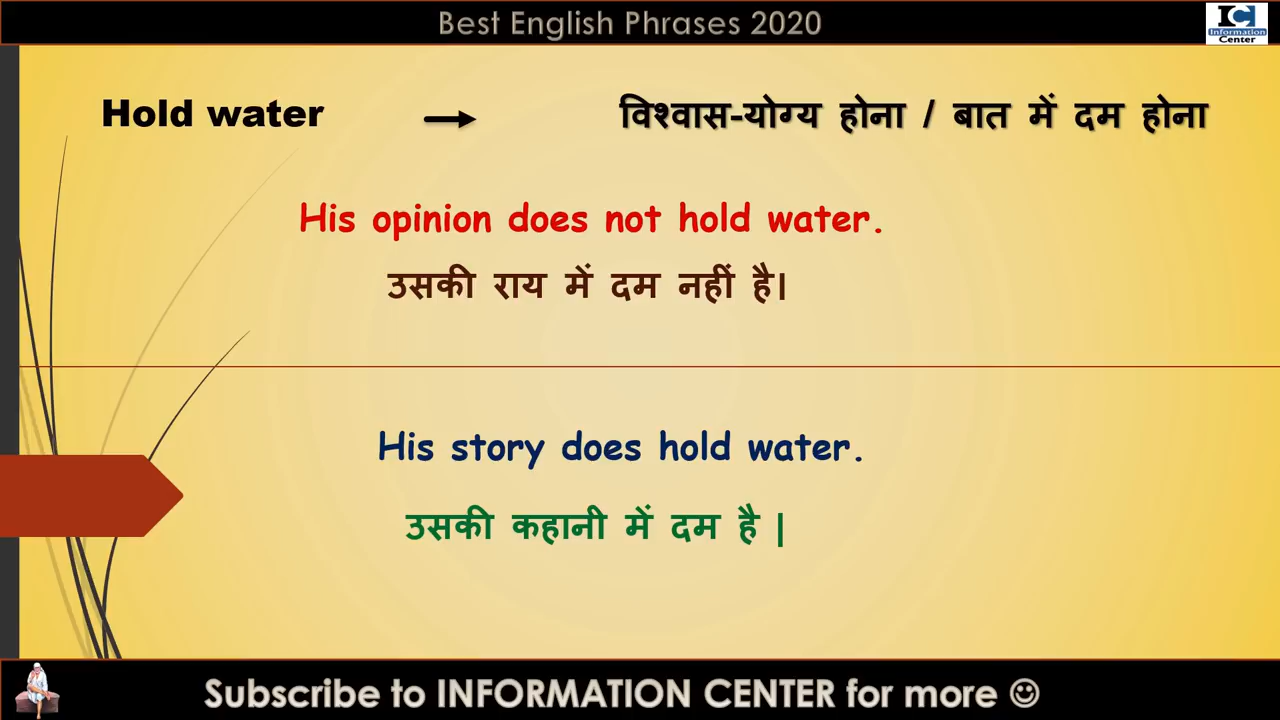 Best English Phrases 2020
IC
Information
Center
Hold water → विश्वास-योग्य होना / बात में दम होना
His opinion does not hold water.
उसकी राय में दम नहीं है।
His story does hold water.
उसकी कहानी में दम है |
Subscribe to INFORMATION CENTER for more ☺